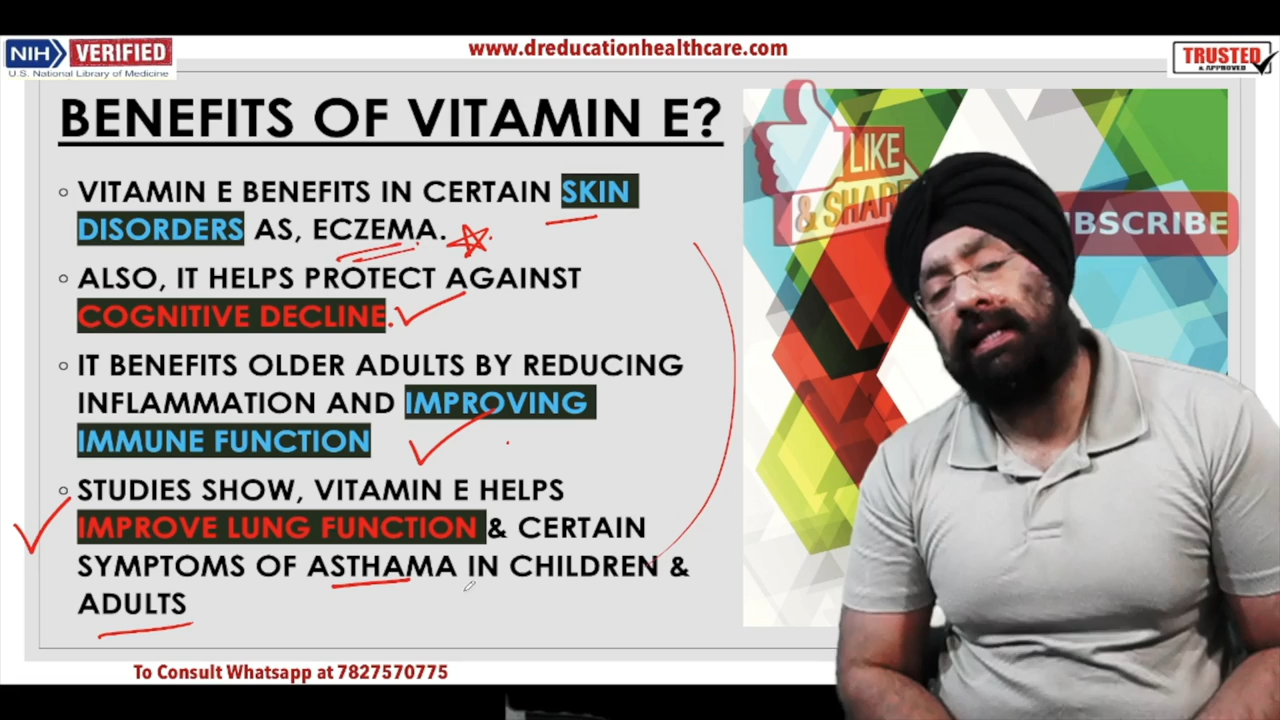 NIH VERIFIED
U.S. National Library of Medicine
www.dreducationhealthcare.com
TRUSTED
& APPROVED
BENEFITS OF VITAMIN E?
VITAMIN E BENEFITS IN CERTAIN SKIN
DISORDERS AS, ECZEMA.
ALSO, IT HELPS PROTECT AGAINST
COGNITIVE DECLINE.
IT BENEFITS OLDER ADULTS BY REDUCING
INFLAMMATION AND IMPROVING
IMMUNE FUNCTION
STUDIES SHOW, VITAMIN E HELPS
IMPROVE LUNG FUNCTION & CERTAIN
SYMPTOMS OF ASTHAMA IN CHILDREN &
ADULTS
LIKE
& SHARE
UBSCRIBE
To Consult Whatsapp at 7827570775